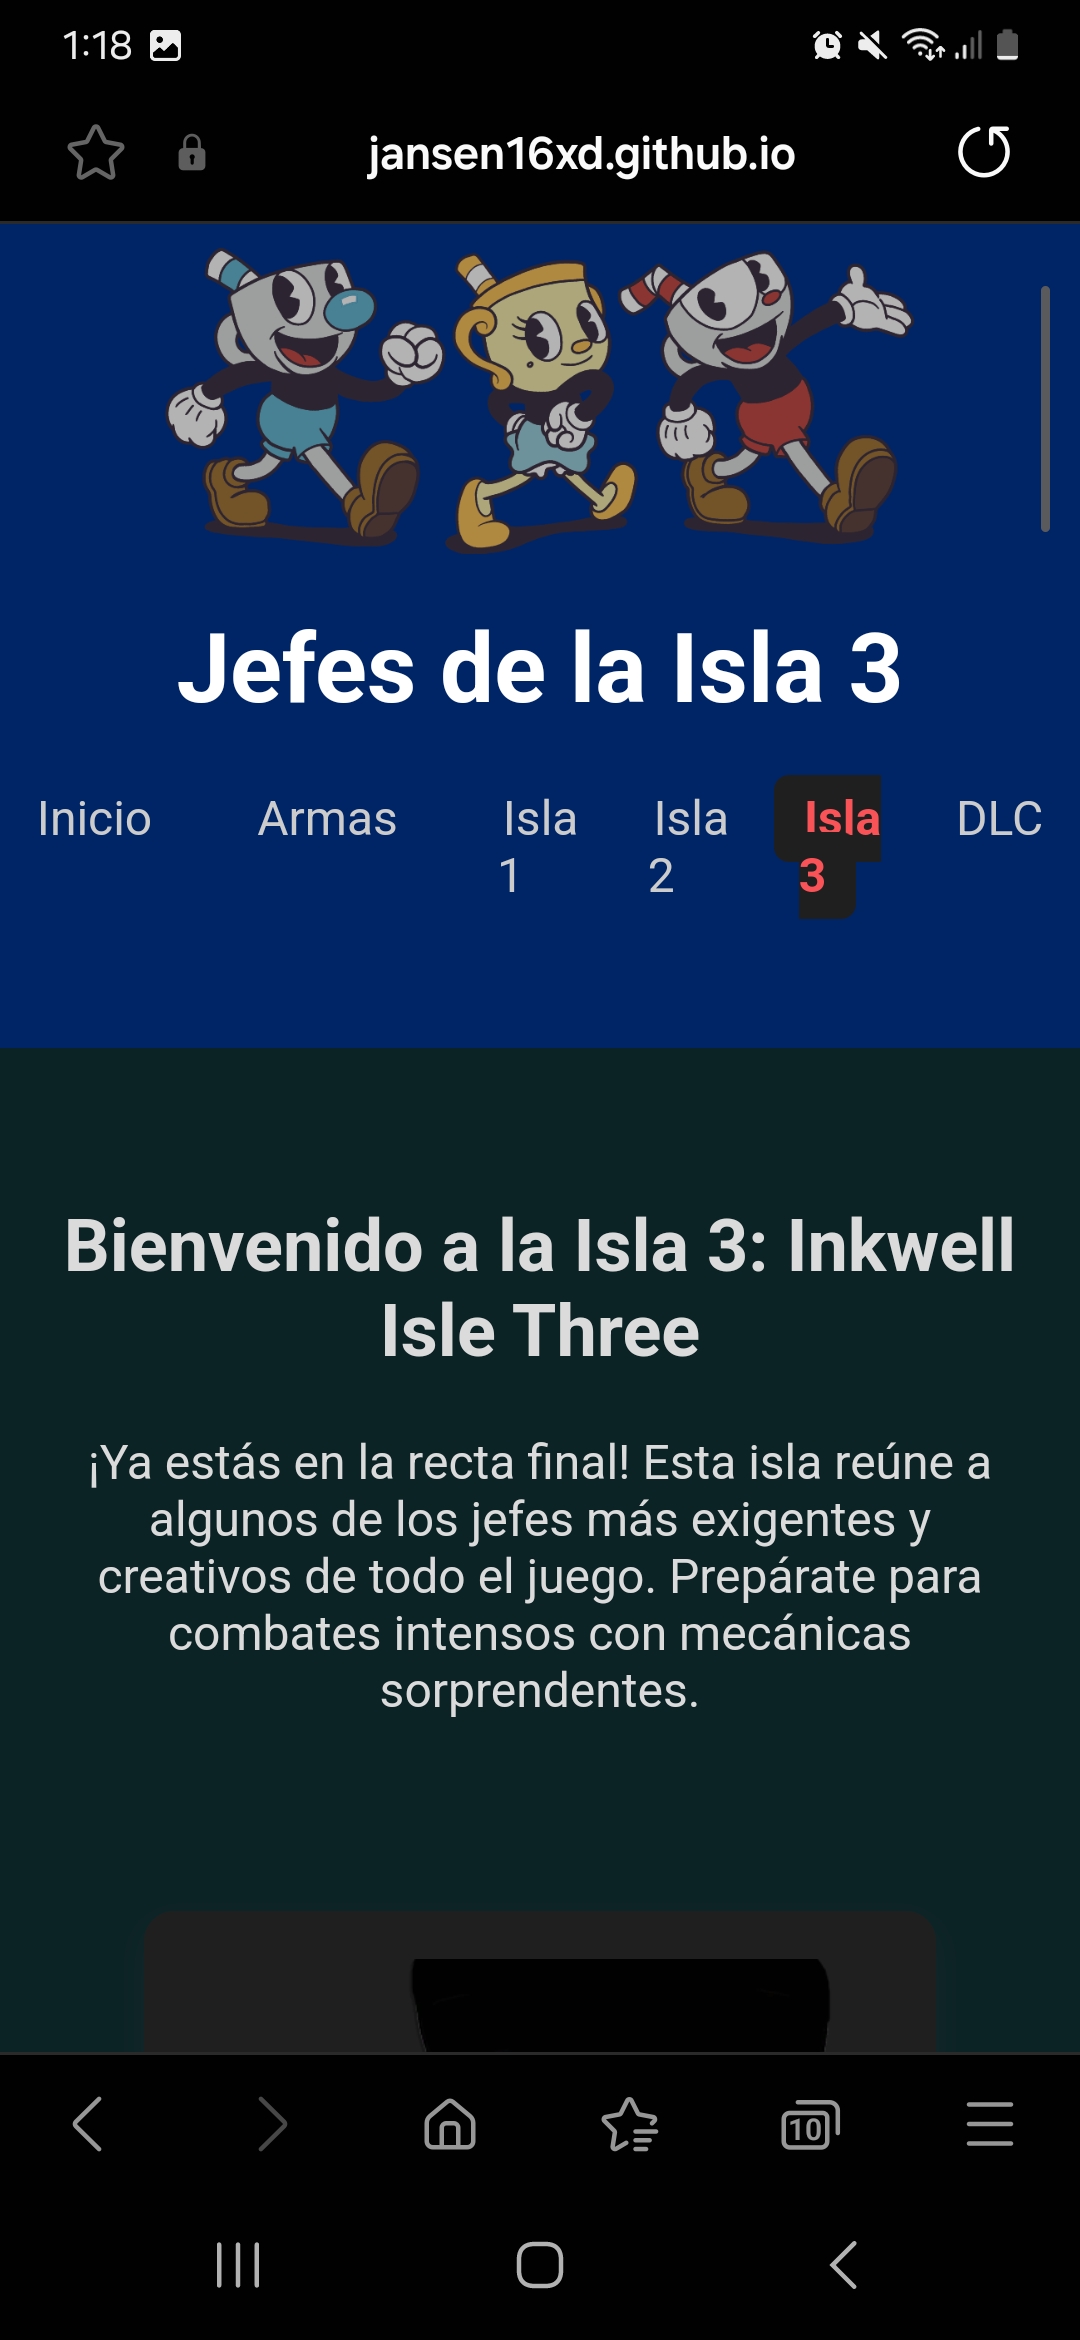 1:18
jansen16xd.github.io
Jefes de la Isla 3
Inicio Armas Isla 1 Isla 2 Isla 3 DLC
Bienvenido a la Isla 3: Inkwell
Isle Three
¡Ya estás en la recta final! Esta isla reúne a
algunos de los jefes más exigentes y
creativos de todo el juego. Prepárate para
combates intensos con mecánicas
sorprendentes.
10